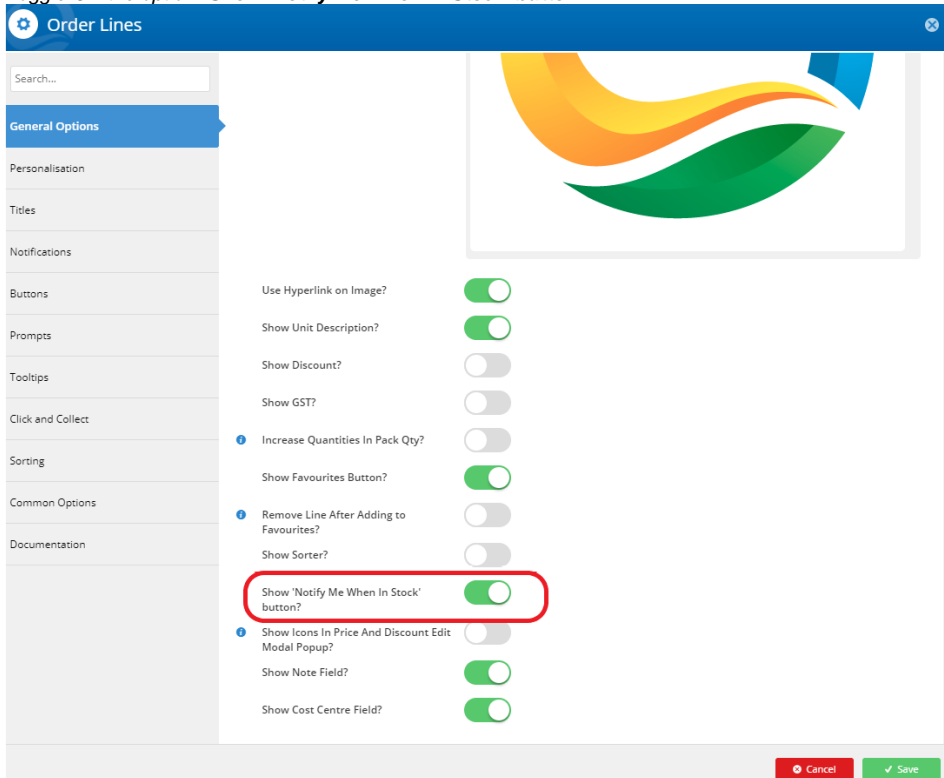 Order Lines
Search...
General Options
Personalisation
Titles
Notifications
Buttons
Prompts
Tooltips
Click and Collect
Sorting
Common Options
Documentation
Use Hyperlink on Image?
Show Unit Description?
Show Discount?
Show GST?
Increase Quantities In Pack Qty?
Show Favourites Button?
Remove Line After Adding to
Favourites?
Show Sorter?
Show 'Notify Me When In Stock'
button?
Show Icons In Price And Discount Edit
Modal Popup?
Show Note Field?
Show Cost Centre Field?
Cancel
Save